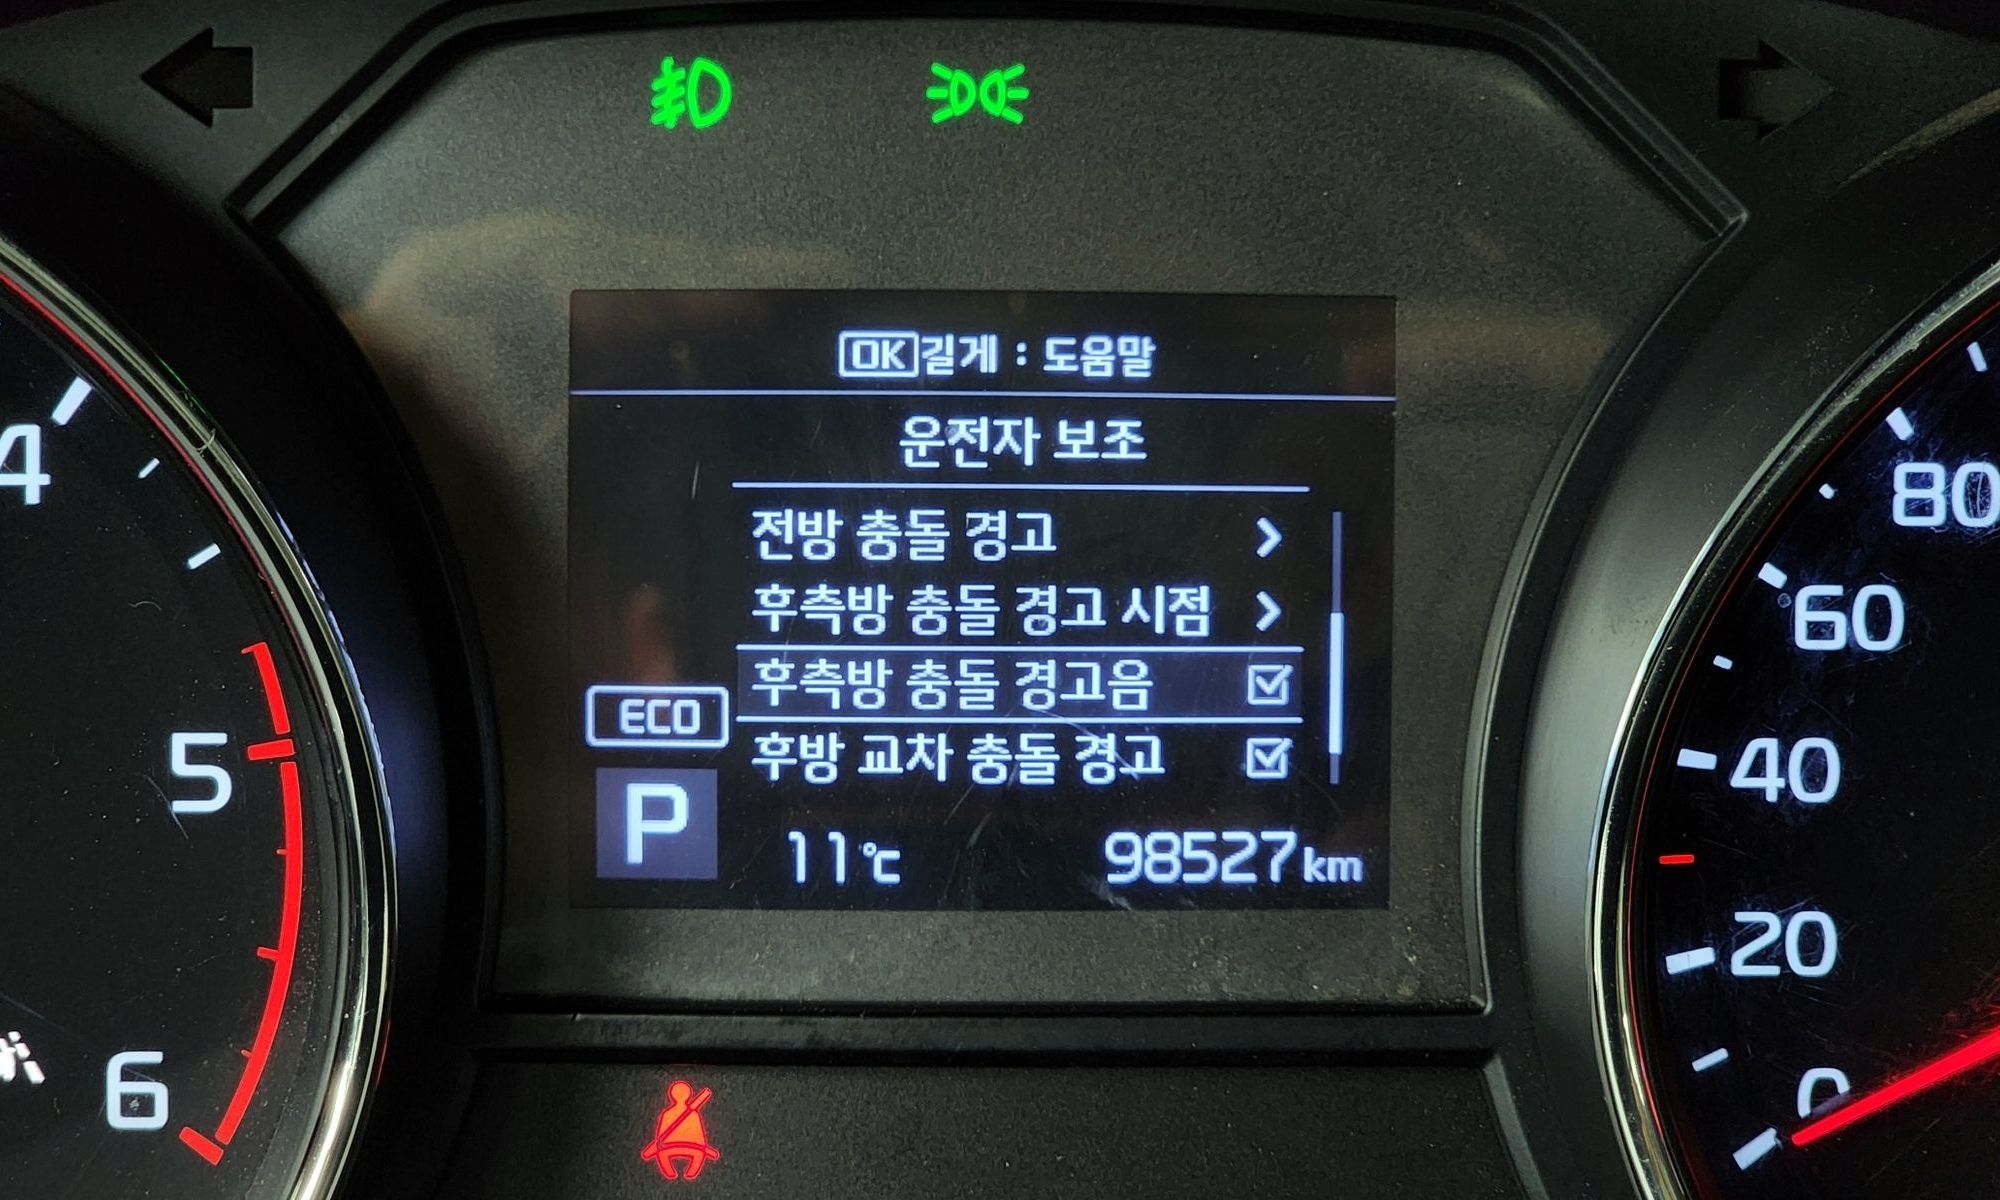 OK길게 : 도움말
운전자 보조
전방 충돌 경고
후측방 충돌 경고 시점
후측방 충돌 경고음
후방 교차 충돌 경고
ECO
P
11℃ 98527km
4
5
6
80
60
40
20
0